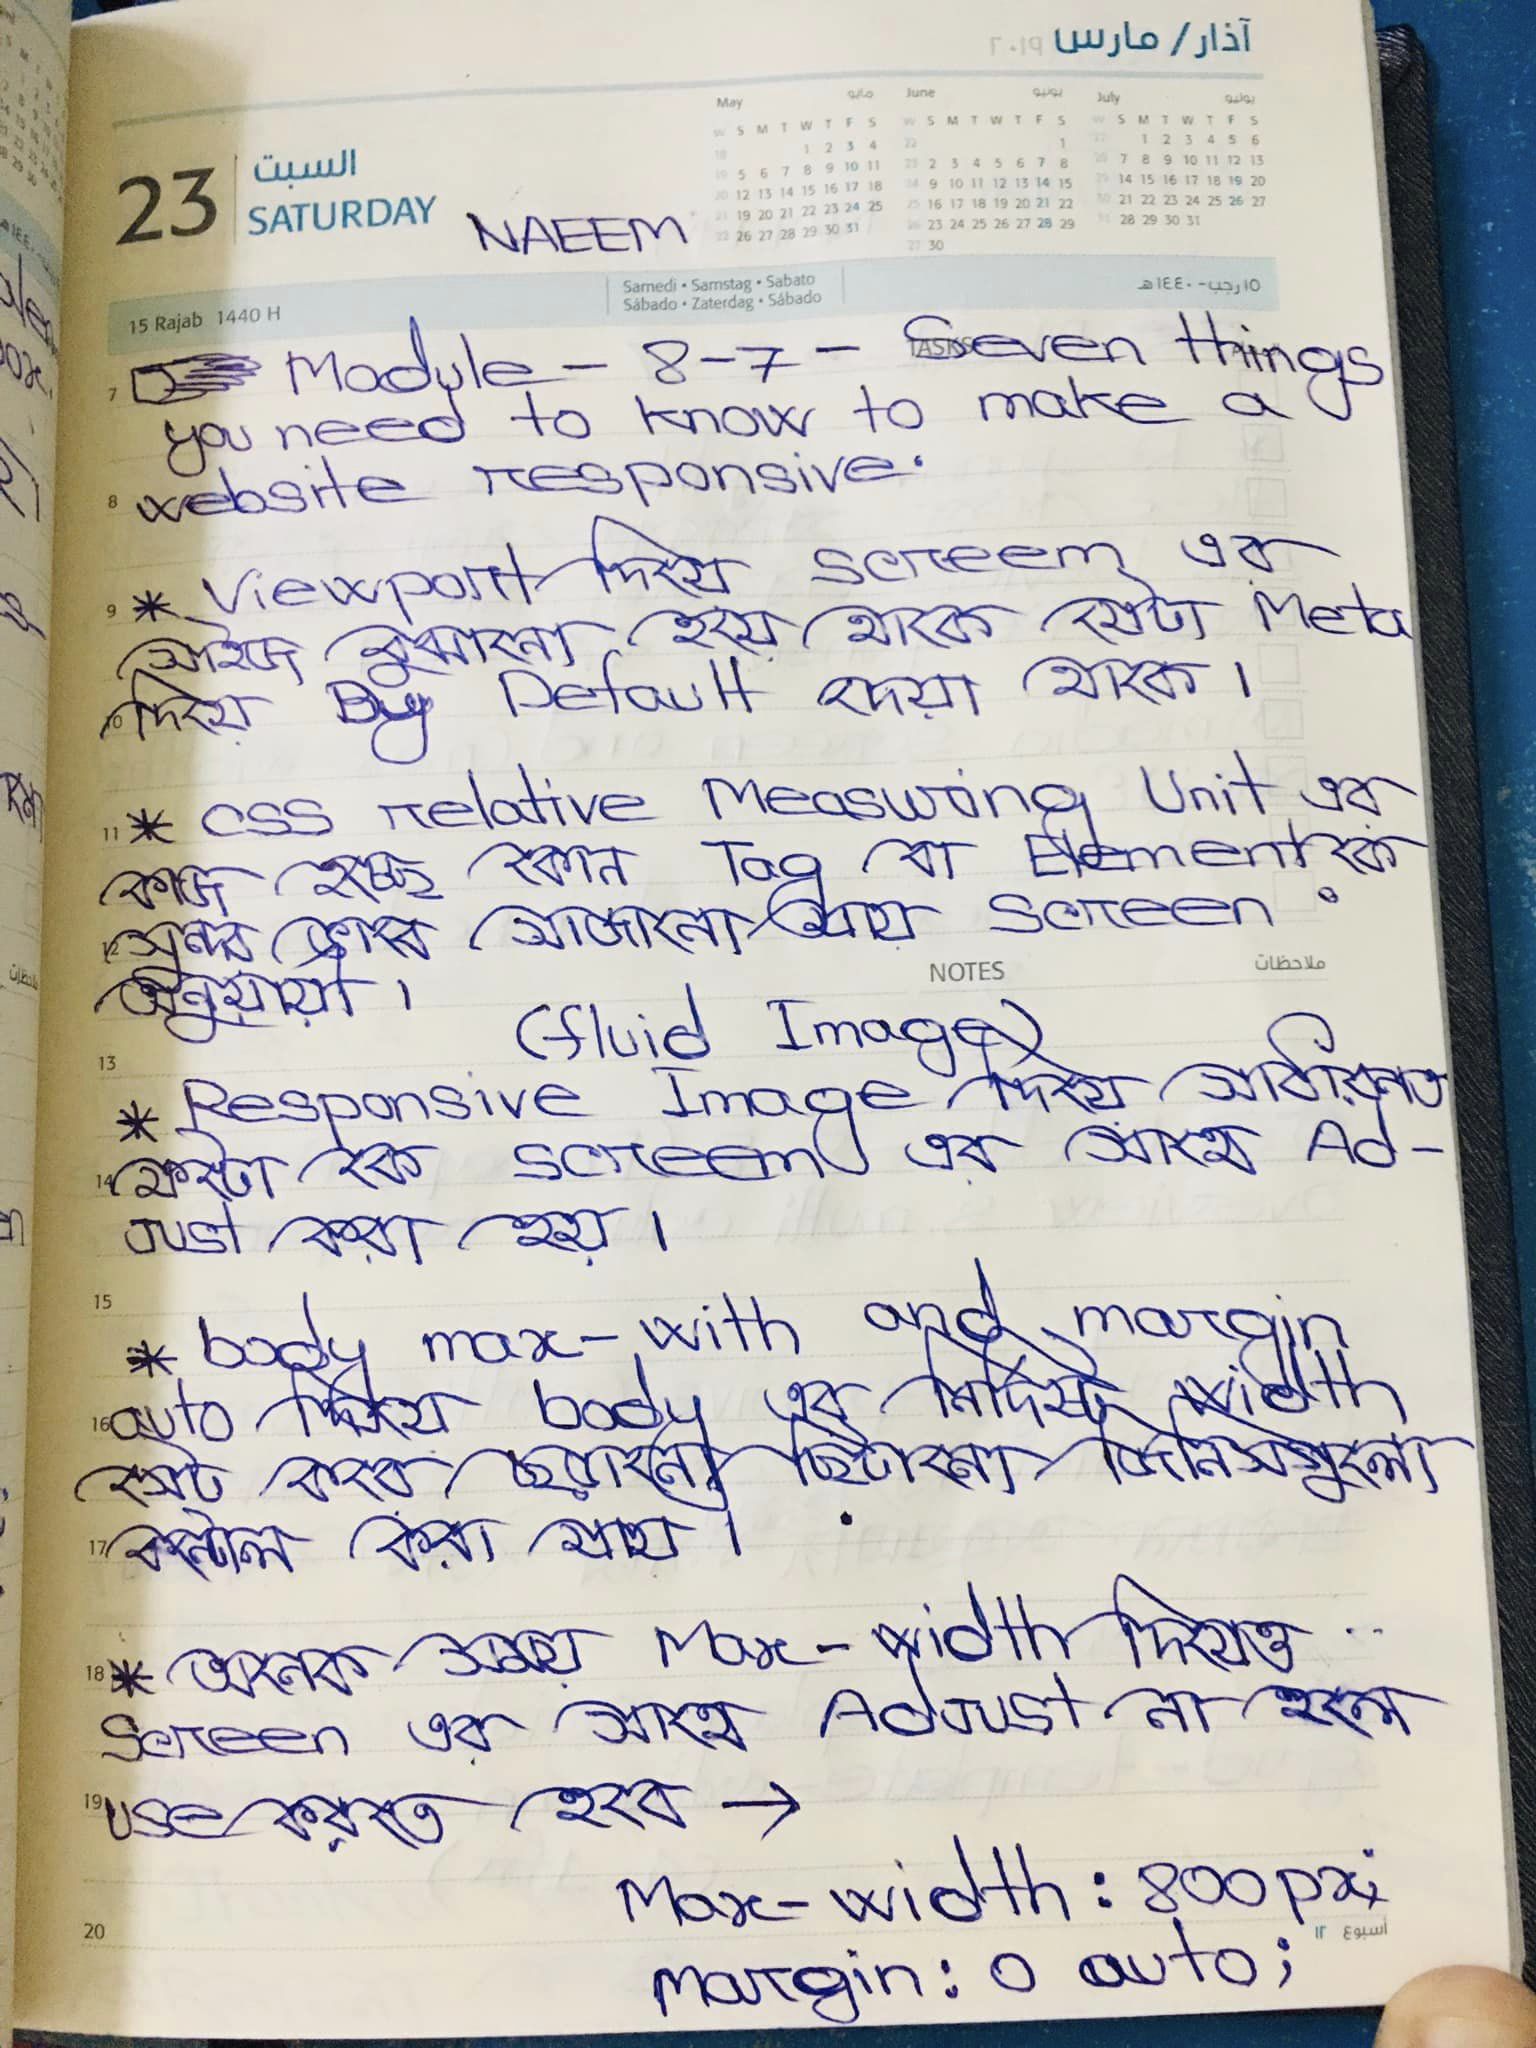 آذار/ مارس ٢٠١٩
May مايو June يونيو July يوليو
W S M T W T F S W S M T W T F S W S M T W T F S
18 1 2 3 4 22 1 27 1 2 3 4 5 6
19 5 6 7 8 9 10 11 23 2 3 4 5 6 7 8 28 7 8 9 10 11 12 13
20 12 13 14 15 16 17 18 24 9 10 11 12 13 14 15 29 14 15 16 17 18 19 20
21 19 20 21 22 23 24 25 25 16 17 18 19 20 21 22 30 21 22 23 24 25 26 27
22 26 27 28 29 30 31 26 23 24 25 26 27 28 29 31 28 29 30 31
27 30
23 السبت
SATURDAY NAEEM
15 Rajab 1440 H Samedi • Samstag • Sabato ١٥ رجب - ١٤٤٠هـ
Sábado • Zaterdag • Sábado
TASKS
7 Module - 8-7 - Seven things
you need to know to make a
8 website responsive.
9 * Viewport দিয়ে screem এর
সাইজ বুঝানো হয়ে থাকে যেটা Meta
10 দিয়ে By Default দেয়া থাকে।
11 * CSS relative Measuring Unit এর
কাজ হচ্ছে কোন Tag বা Element কে
12 সুন্দর ভাবে সাজানো যায় screen
অনুযায়ী।
NOTES ملاحظات
(fluid Image)
13 * Responsive Image দিয়ে সাধারণত
14 ফটো কে screem এর সাথে Ad-
Just করা হয়।
15 * body max-with and margin
16 auto দিয়ে body এর নির্দিষ্ট width
সেট করে ছড়ানো ছিটানো জিনিসগুলো
17 কন্টোল করা যায়।
18 * অনেক সময় Max-width দিয়েও
Screen এর সাথে AdJust না হলে
19 use করতে হবে →
Max-width : 800px;
20 أسبوع ١٢
margin: 0 auto;